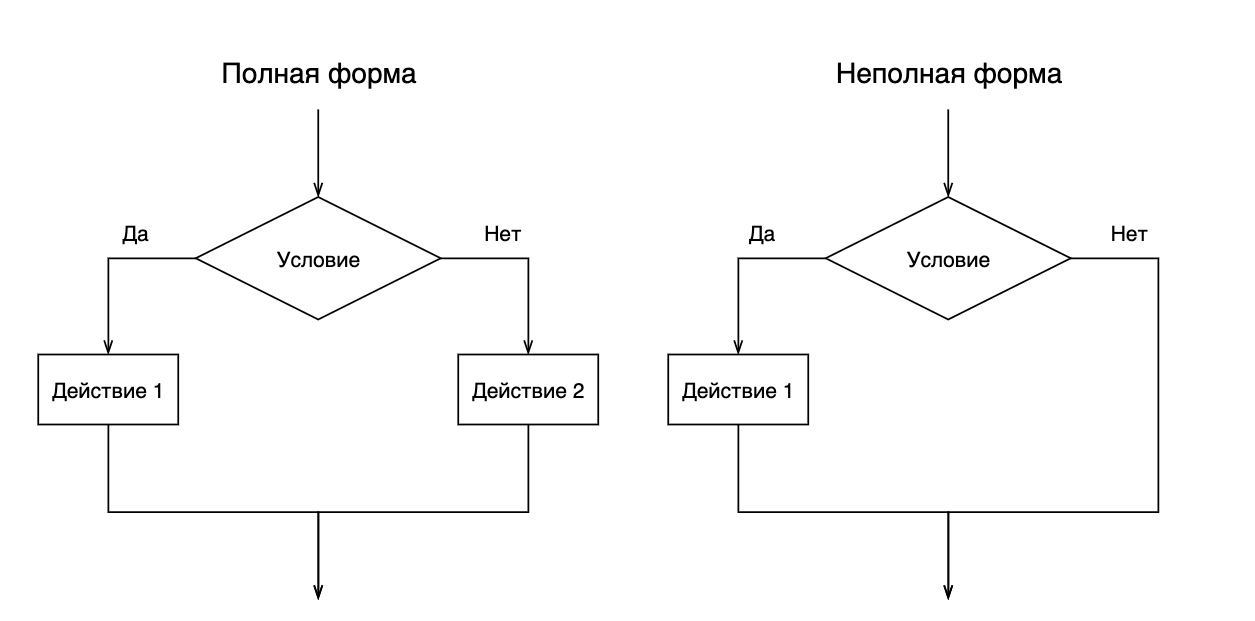 Полная форма
Да
Нет
Условие
Действие 1
Действие 2
Неполная форма
Да
Нет
Условие
Действие 1